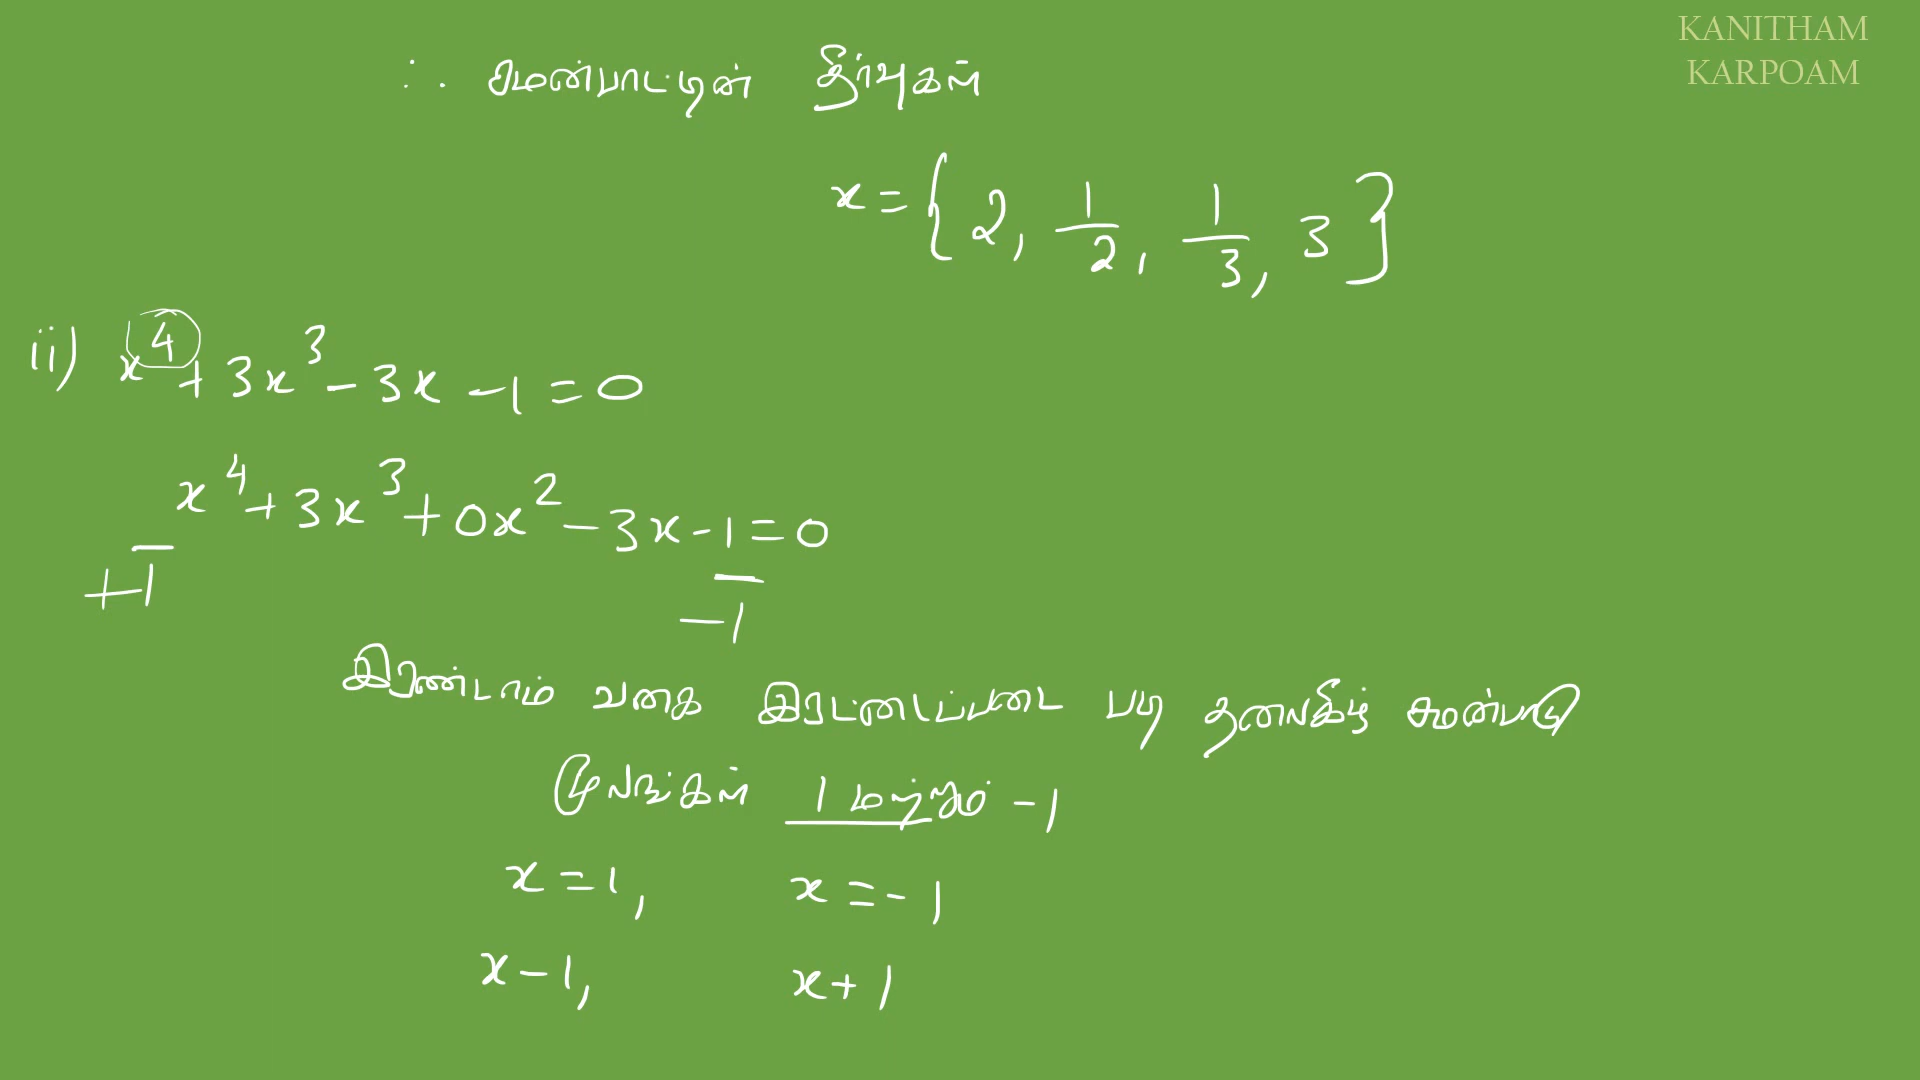 KANITHAM
KARPOAM
∴ சமன்பாட்டின் தீர்வுகள்
x = {2, 1/2, 1/3, 3}
ii) x⁴ + 3x³ - 3x - 1 = 0
x⁴ + 3x³ + 0x² - 3x - 1 = 0
+1 -1
இரண்டாம் வகை இரட்டைப்படை படி தலைகீழ் சமன்பாடு
மூலங்கள் 1 மற்றும் -1
x = 1, x = -1
x - 1, x + 1